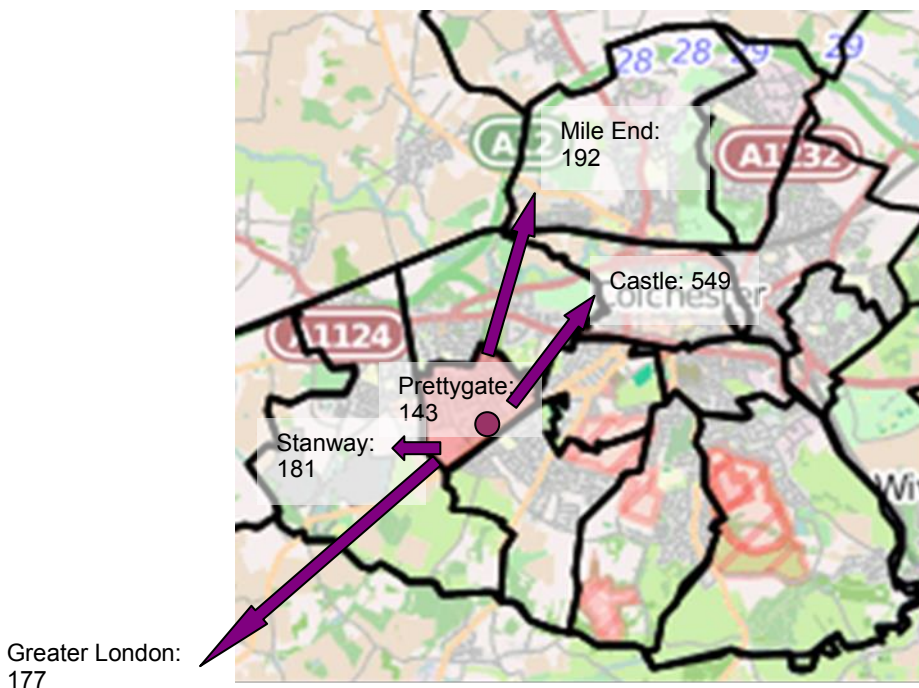 28 28 29 29
A12
Mile End:
192
A1232
Castle: 549
Colchester
A1124
Prettygate:
143
Stanway:
181
Wi
Greater London:
177